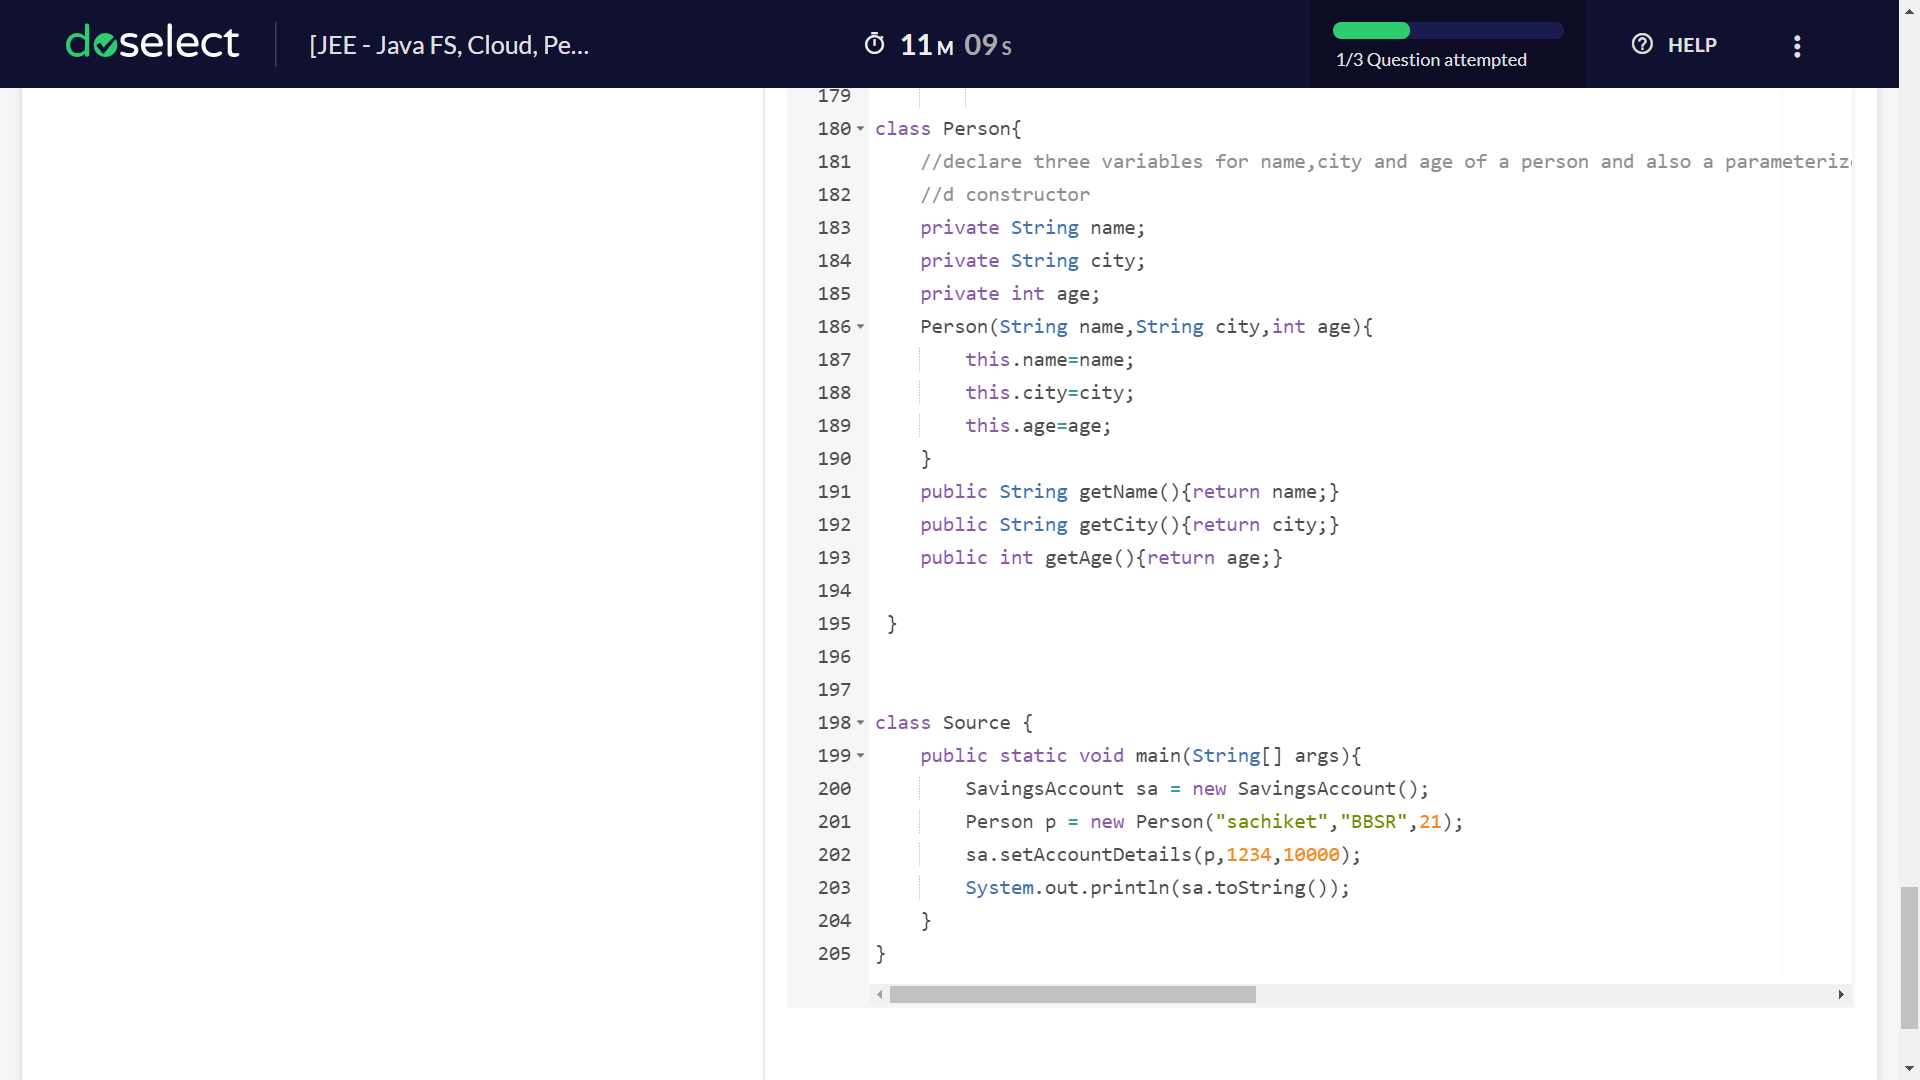 doselect
[JEE - Java FS, Cloud, Pe...
11M 09S
1/3 Question attempted
HELP
179
180 class Person{
181 //declare three variables for name,city and age of a person and also a parameteriz
182 //d constructor
183 private String name;
184 private String city;
185 private int age;
186 Person(String name,String city,int age){
187 this.name=name;
188 this.city=city;
189 this.age=age;
190 }
191 public String getName(){return name;}
192 public String getCity(){return city;}
193 public int getAge(){return age;}
194
195 }
196
197
198 class Source {
199 public static void main(String[] args){
200 SavingsAccount sa = new SavingsAccount();
201 Person p = new Person("sachiket","BBSR",21);
202 sa.setAccountDetails(p,1234,10000);
203 System.out.println(sa.toString());
204 }
205 }